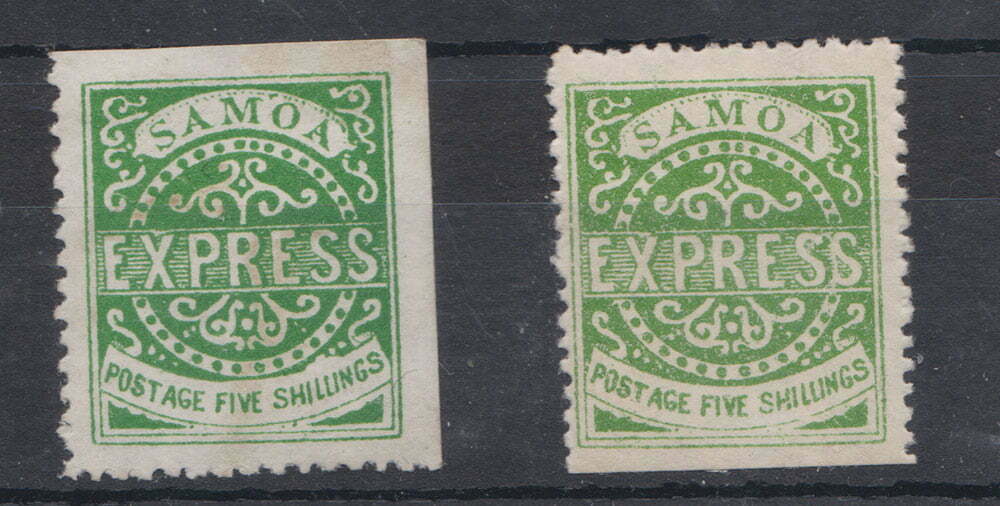 SAMOA
EXPRESS
POSTAGE FIVE SHILLINGS
SAMOA
EXPRESS
POSTAGE FIVE SHILLINGS